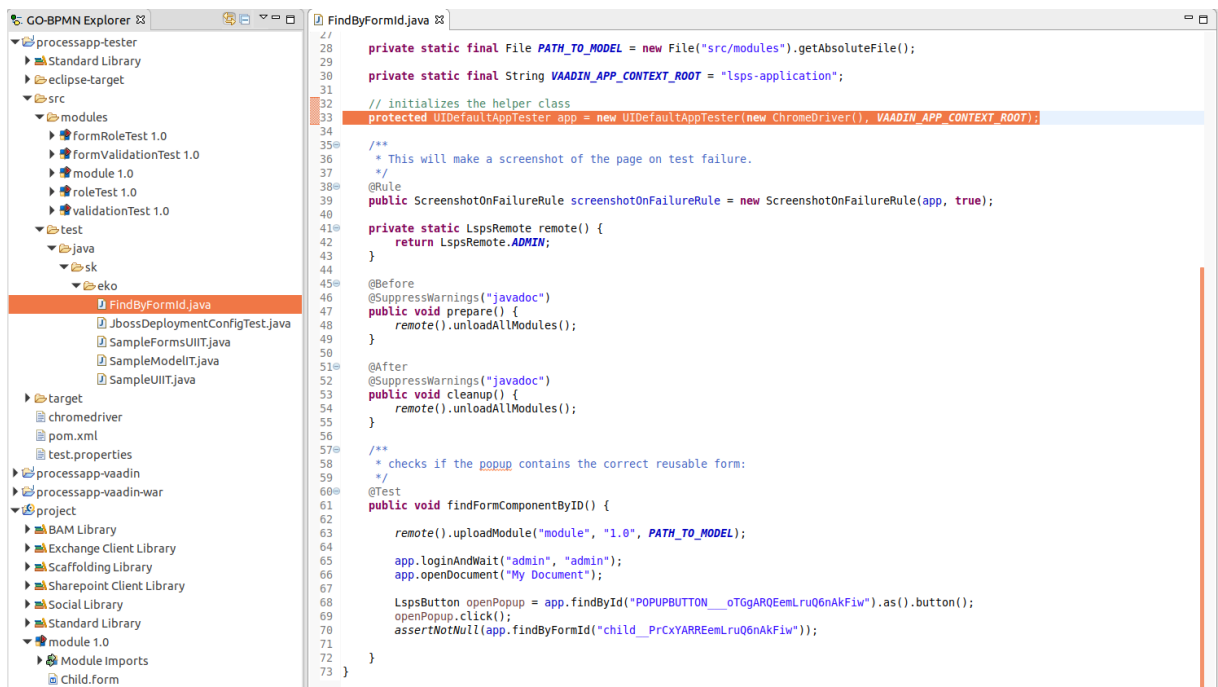 GO-BPMN Explorer
processapp-tester
Standard Library
eclipse-target
src
modules
formRoleTest 1.0
formValidationTest 1.0
module 1.0
roleTest 1.0
validationTest 1.0
test
java
sk
eko
FindByFormId.java
JbossDeploymentConfigTest.java
SampleFormsUIIT.java
SampleModelIT.java
SampleUIIT.java
target
chromedriver
pom.xml
test.properties
processapp-vaadin
processapp-vaadin-war
project
BAM Library
Exchange Client Library
Scaffolding Library
Sharepoint Client Library
Social Library
Standard Library
module 1.0
Module Imports
Child.form
FindByFormId.java
27
28 private static final File PATH_TO_MODEL = new File("src/modules").getAbsoluteFile();
29
30 private static final String VAADIN_APP_CONTEXT_ROOT = "lsps-application";
31
32 // initializes the helper class
33 protected UIDefaultAppTester app = new UIDefaultAppTester(new ChromeDriver(), VAADIN_APP_CONTEXT_ROOT);
34
35 /**
36 * This will make a screenshot of the page on test failure.
37 */
38 @Rule
39 public ScreenshotOnFailureRule screenshotOnFailureRule = new ScreenshotOnFailureRule(app, true);
40
41 private static LspsRemote remote() {
42 return LspsRemote.ADMIN;
43 }
44
45 @Before
46 @SuppressWarnings("javadoc")
47 public void prepare() {
48 remote().unloadAllModules();
49 }
50
51 @After
52 @SuppressWarnings("javadoc")
53 public void cleanup() {
54 remote().unloadAllModules();
55 }
56
57 /**
58 * checks if the popup contains the correct reusable form:
59 */
60 @Test
61 public void findFormComponentByID() {
62
63 remote().uploadModule("module", "1.0", PATH_TO_MODEL);
64
65 app.loginAndWait("admin", "admin");
66 app.openDocument("My Document");
67
68 LspsButton openPopup = app.findById("POPUPBUTTON___oTGgARQEemLruQ6nAkFiw").as().button();
69 openPopup.click();
70 assertNotNull(app.findByFormId("child__PrCxYARREemLruQ6nAkFiw"));
71
72 }
73 }